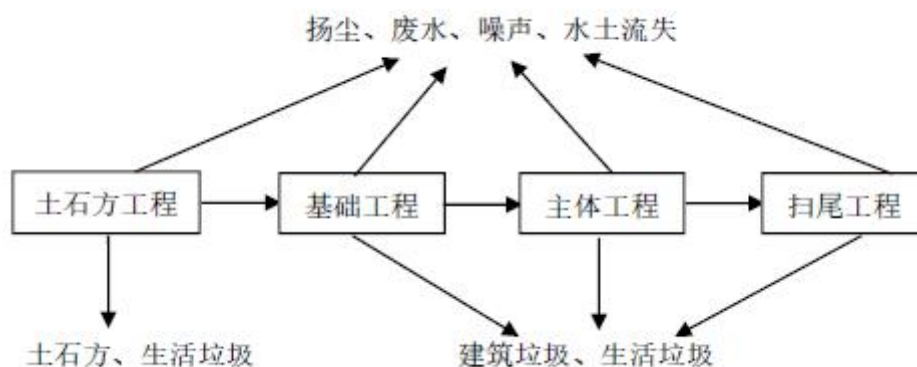 扬尘、废水、噪声、水土流失
土石方工程
基础工程
主体工程
扫尾工程
土石方、生活垃圾
建筑垃圾、生活垃圾